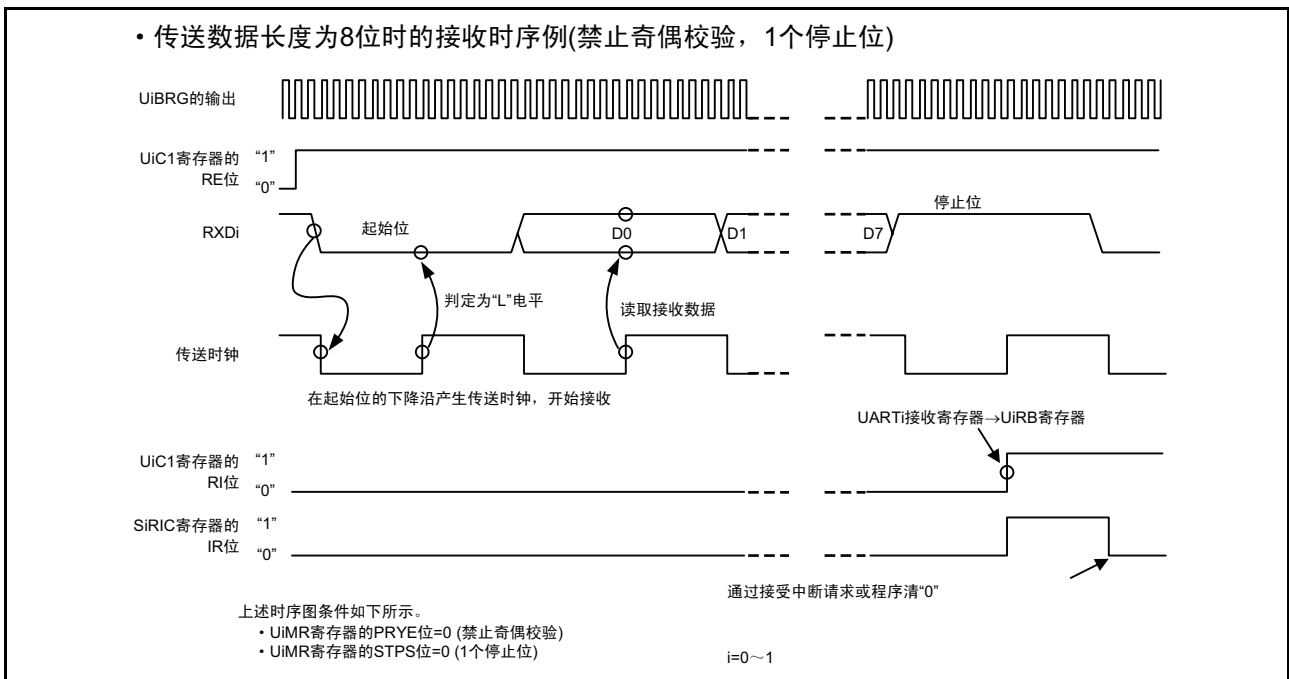 ・传送数据长度为8位时的接收时序例(禁止奇偶校验，1个停止位)
UiBRG的输出
UiC1寄存器的 “1”
RE位 “0”
停止位
RXDi
起始位
D0
D1
D7
判定为“L”电平
读取接收数据
传送时钟
在起始位的下降沿产生传送时钟，开始接收
UARTi接收寄存器→UiRB寄存器
UiC1寄存器的 “1”
RI位 “0”
SiRIC寄存器的 “1”
IR位 “0”
通过接受中断请求或程序清“0”
上述时序图条件如下所示。
・UiMR寄存器的PRYE位=0 (禁止奇偶校验)
・UiMR寄存器的STPS位=0 (1个停止位)
i=0～1